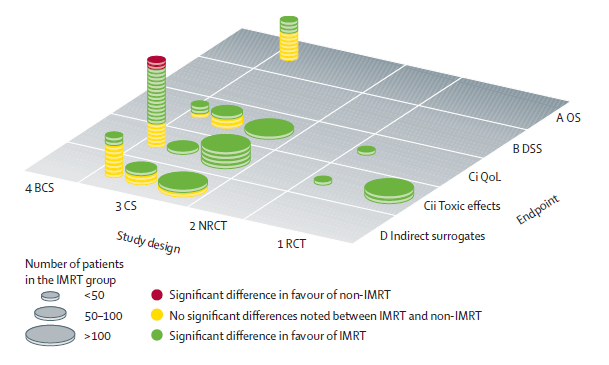 A OS
B DSS
Ci QoL
Cii Toxic effects
D Indirect surrogates
Endpoint
4 BCS
3 CS
2 NRCT
1 RCT
Study design
Number of patients
in the IMRT group
<50
50–100
>100
Significant difference in favour of non-IMRT
No significant differences noted between IMRT and non-IMRT
Significant difference in favour of IMRT